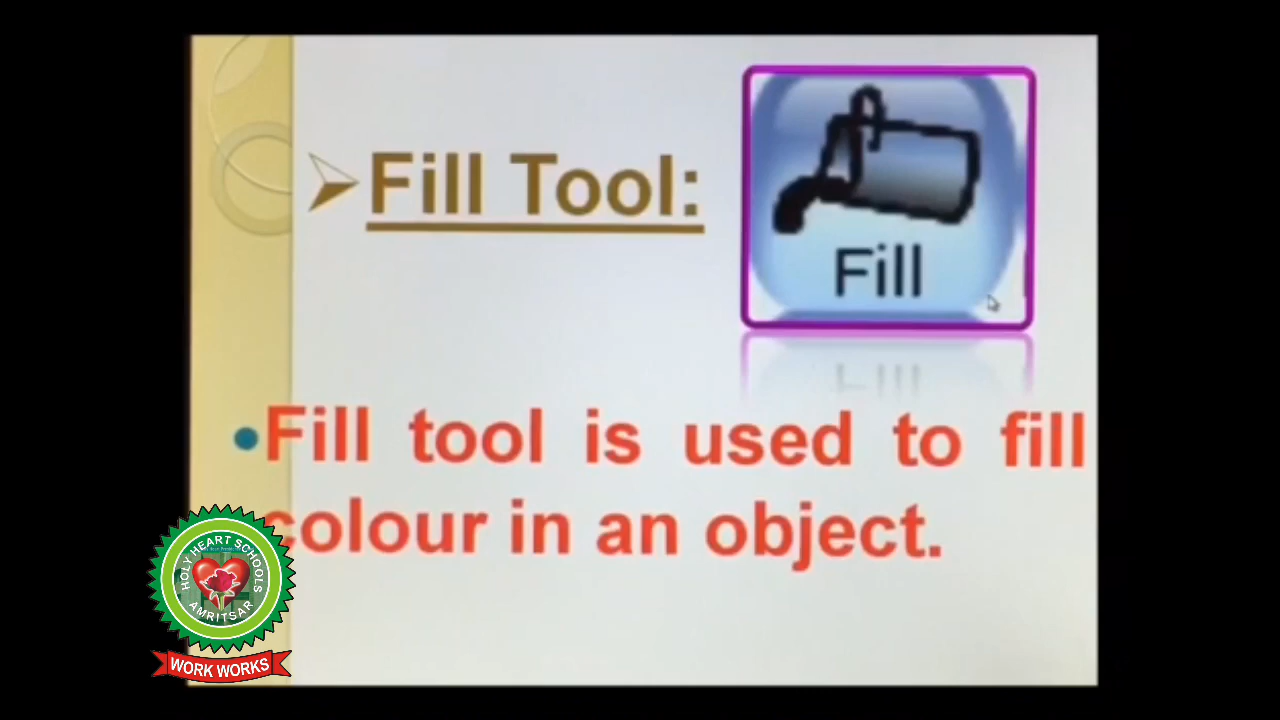 Fill Tool:
Fill
Fill
Fill tool is used to fill
colour in an object.
HOLY HEART SCHOOLS
AMRITSAR
WORK WORKS